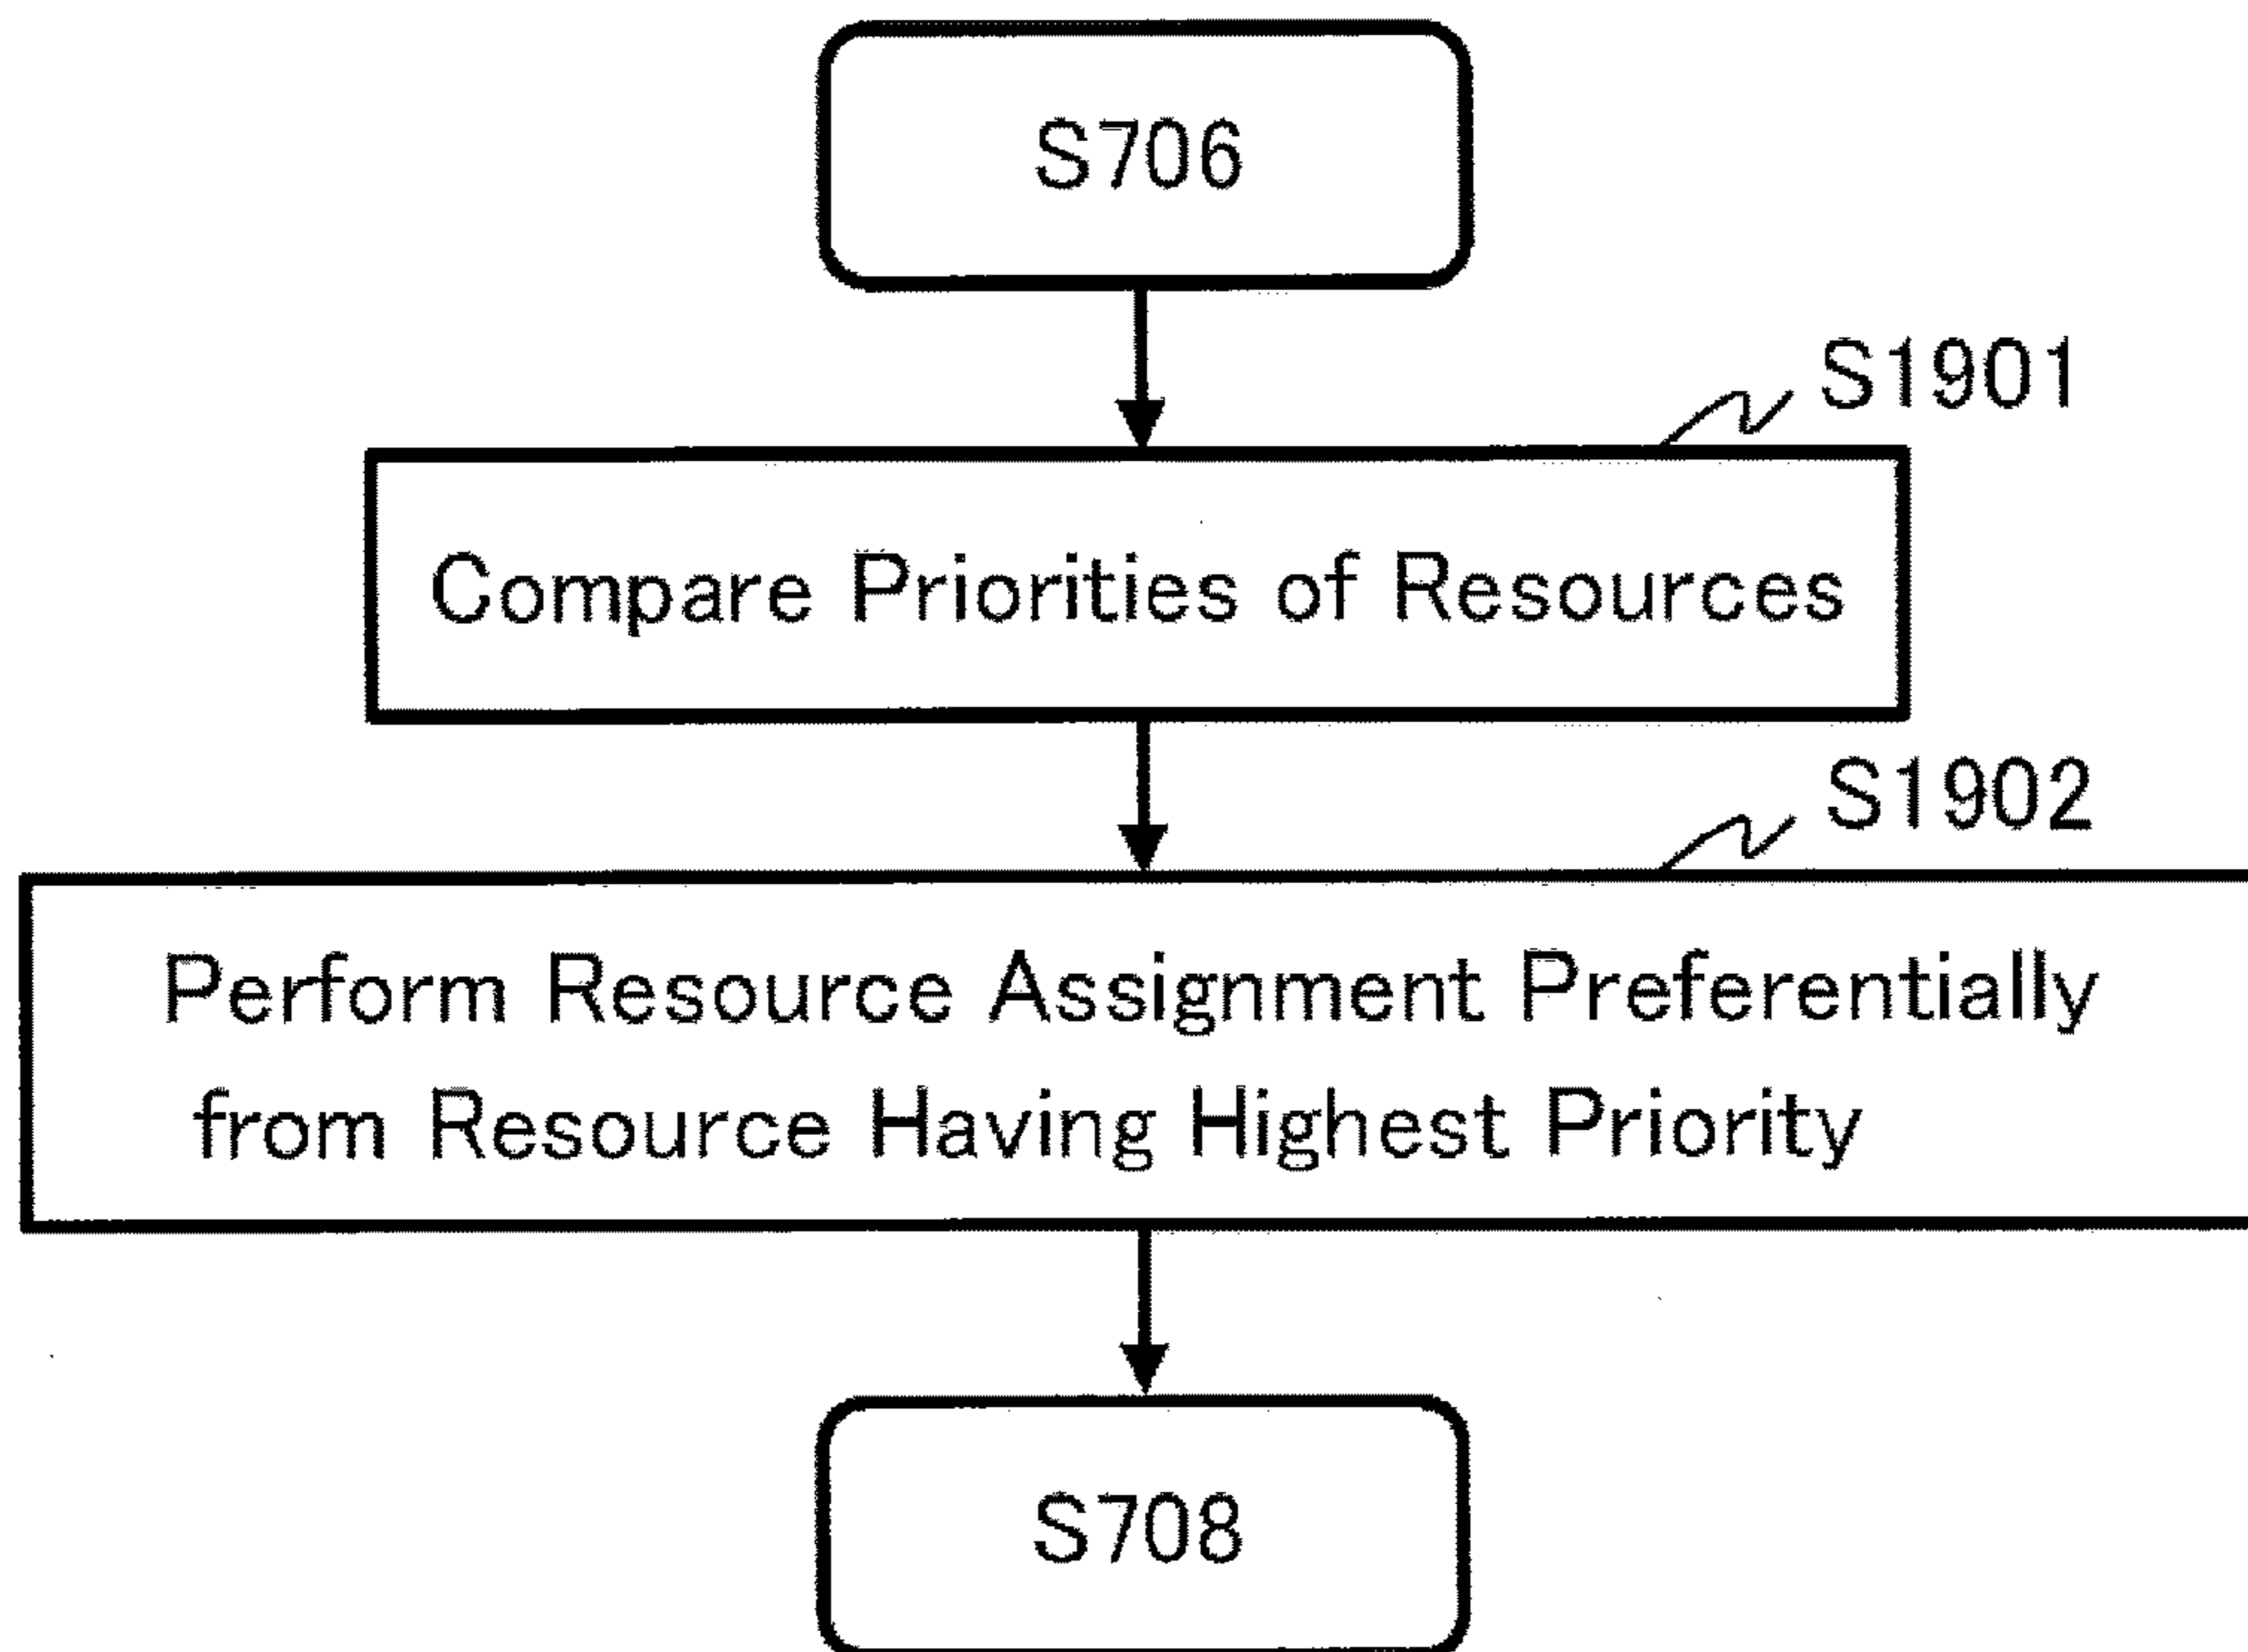 S706
S1901
Compare Priorities of Resources
S1902
Perform Resource Assignment Preferentially
from Resource Having Highest Priority
S708